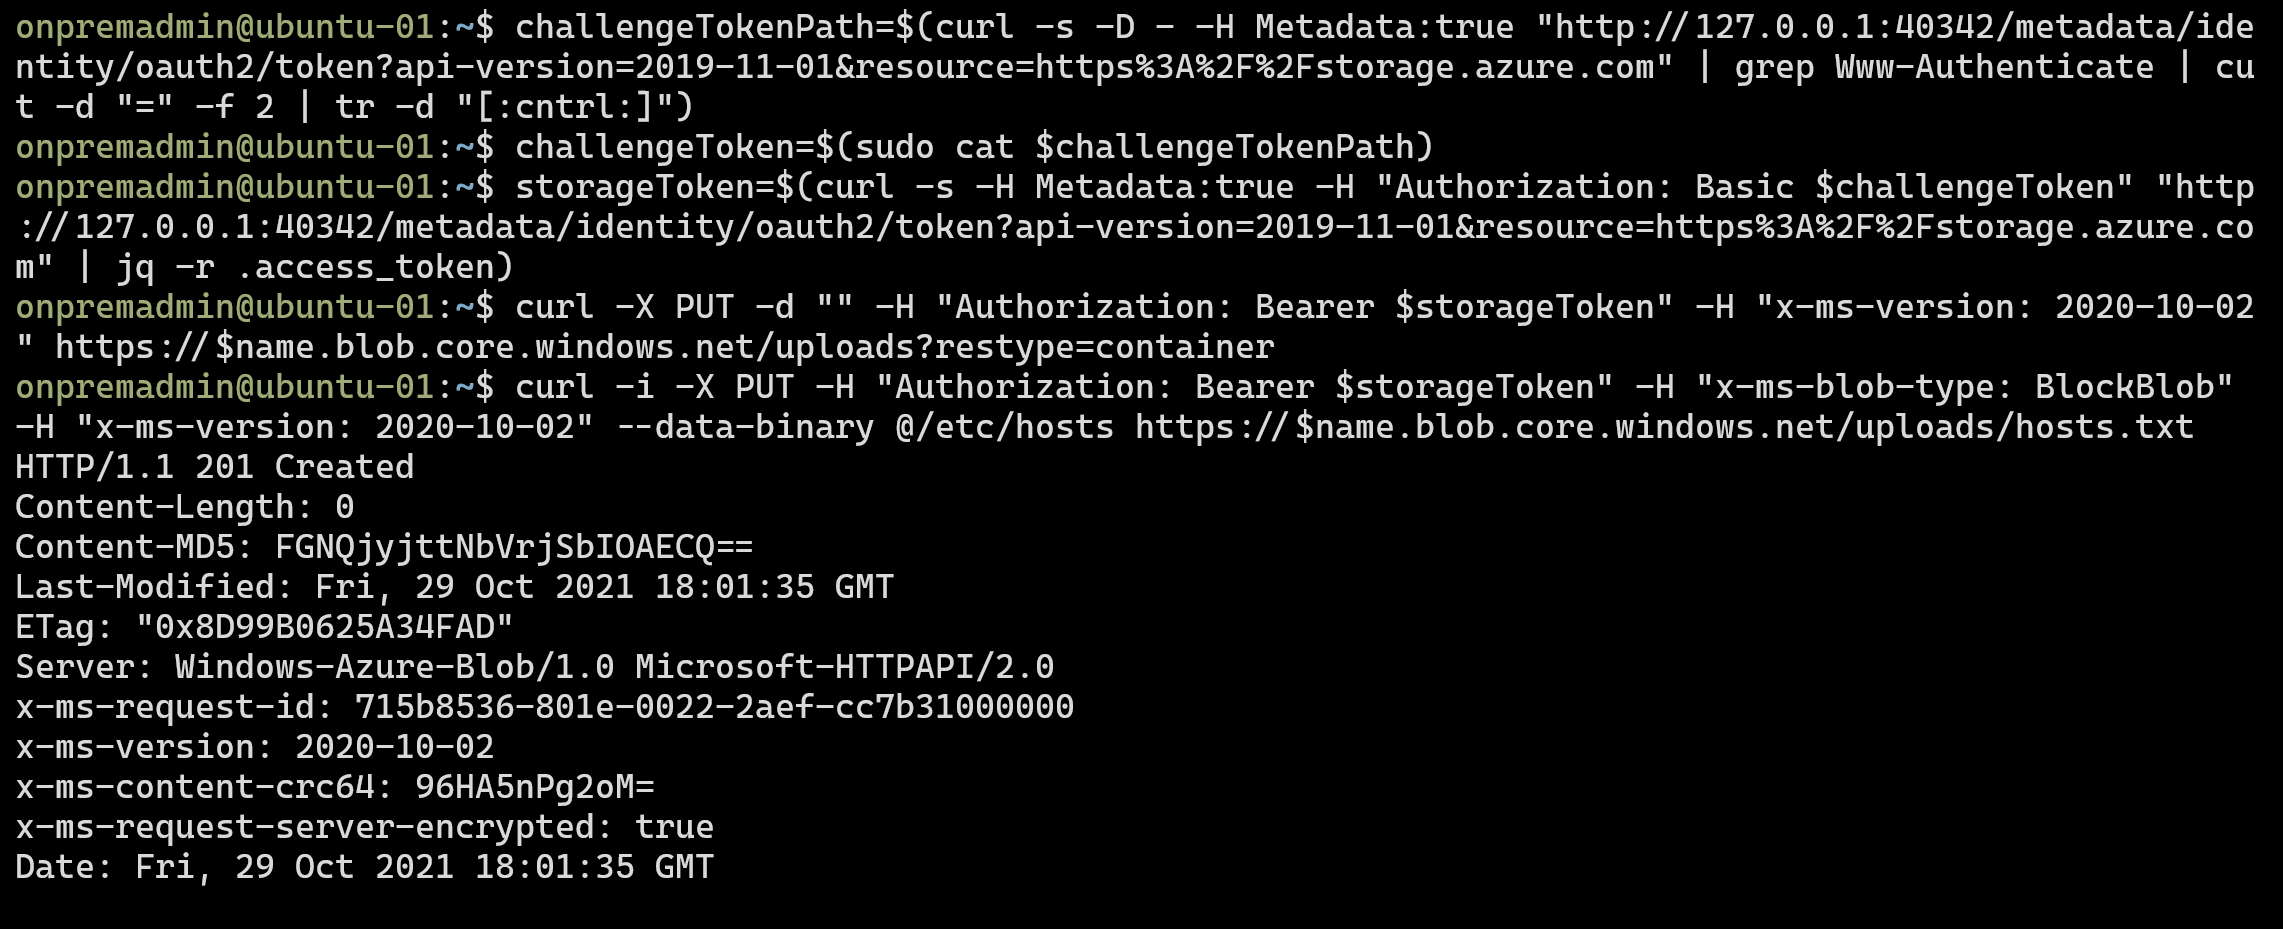 onpremadmin@ubuntu-01:~$ challengeTokenPath=$(curl -s -D - -H Metadata:true "http://127.0.0.1:40342/metadata/ide
ntity/oauth2/token?api-version=2019-11-01&resource=https%3A%2F%2Fstorage.azure.com" | grep Www-Authenticate | cu
t -d "=" -f 2 | tr -d "[:cntrl:]")
onpremadmin@ubuntu-01:~$ challengeToken=$(sudo cat $challengeTokenPath)
onpremadmin@ubuntu-01:~$ storageToken=$(curl -s -H Metadata:true -H "Authorization: Basic $challengeToken" "http
://127.0.0.1:40342/metadata/identity/oauth2/token?api-version=2019-11-01&resource=https%3A%2F%2Fstorage.azure.co
m" | jq -r .access_token)
onpremadmin@ubuntu-01:~$ curl -X PUT -d "" -H "Authorization: Bearer $storageToken" -H "x-ms-version: 2020-10-02
" https://$name.blob.core.windows.net/uploads?restype=container
onpremadmin@ubuntu-01:~$ curl -i -X PUT -H "Authorization: Bearer $storageToken" -H "x-ms-blob-type: BlockBlob"
-H "x-ms-version: 2020-10-02" --data-binary @/etc/hosts https://$name.blob.core.windows.net/uploads/hosts.txt
HTTP/1.1 201 Created
Content-Length: 0
Content-MD5: FGNQjyjttNbVrjSbIOAECQ==
Last-Modified: Fri, 29 Oct 2021 18:01:35 GMT
ETag: "0x8D99B0625A34FAD"
Server: Windows-Azure-Blob/1.0 Microsoft-HTTPAPI/2.0
x-ms-request-id: 715b8536-801e-0022-2aef-cc7b31000000
x-ms-version: 2020-10-02
x-ms-content-crc64: 96HA5nPg2oM=
x-ms-request-server-encrypted: true
Date: Fri, 29 Oct 2021 18:01:35 GMT